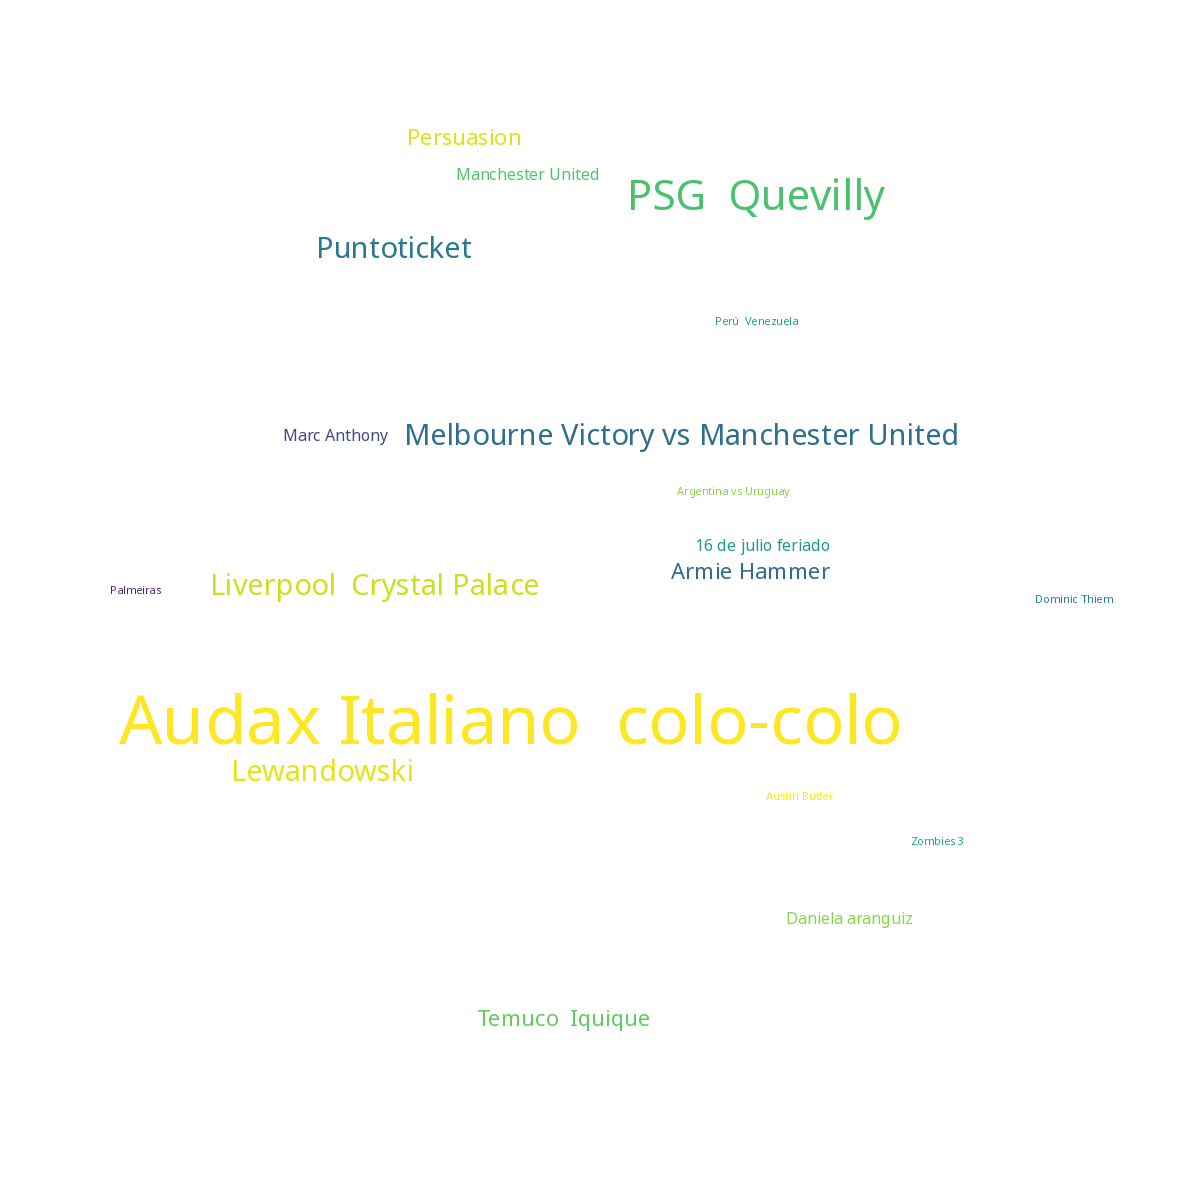 Persuasion
Manchester United
PSG  Quevilly
Puntoticket
Perú  Venezuela
Marc Anthony
Melbourne Victory vs Manchester United
Argentina vs Uruguay
16 de julio feriado
Armie Hammer
Liverpool  Crystal Palace
Palmeiras
Dominic Thiem
Audax Italiano  colo-colo
Lewandowski
Austin Butler
Zombies 3
Daniela aranguiz
Temuco  Iquique